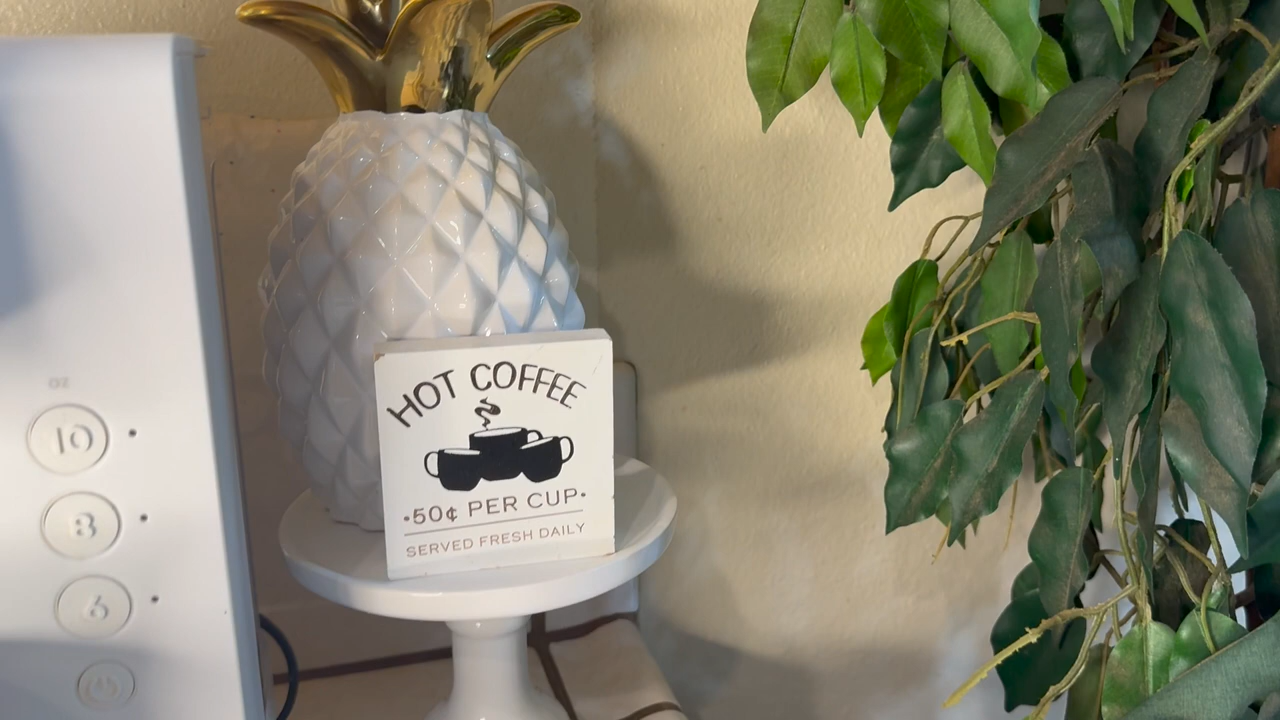 HOT COFFEE
•50¢ PER CUP•
SERVED FRESH DAILY
OZ
10
8
6